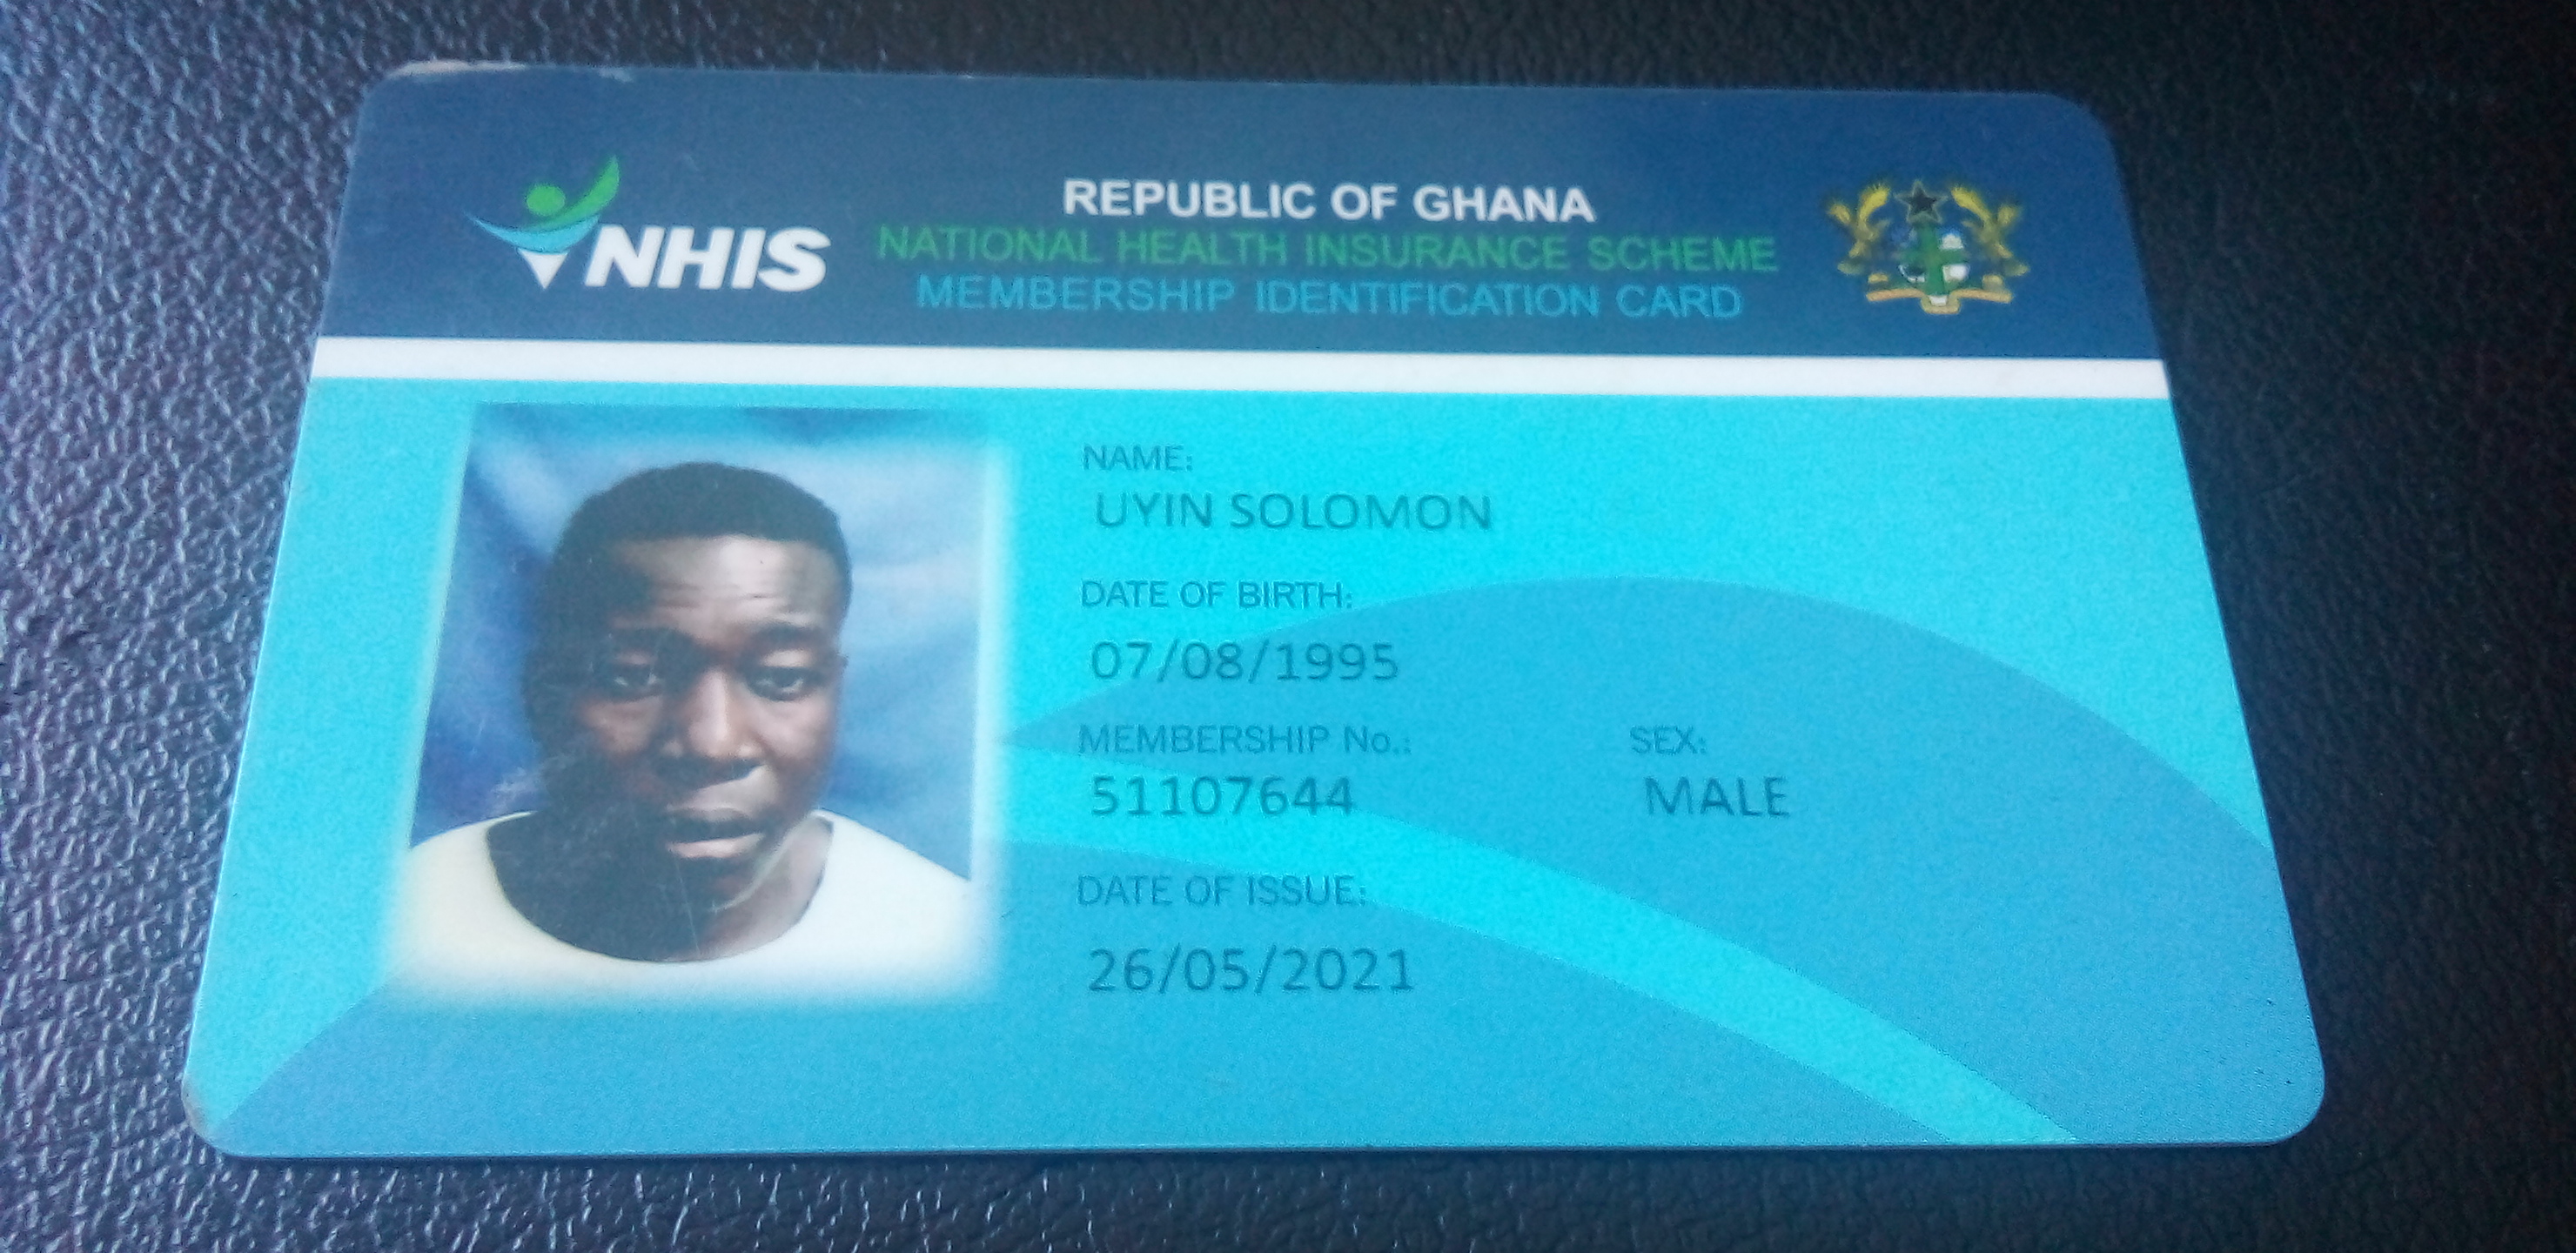 NHIS
REPUBLIC OF GHANA
NATIONAL HEALTH INSURANCE SCHEME
MEMBERSHIP IDENTIFICATION CARD
NAME:
UYIN SOLOMON
DATE OF BIRTH:
07/08/1995
MEMBERSHIP No.: SEX:
51107644 MALE
DATE OF ISSUE:
26/05/2021